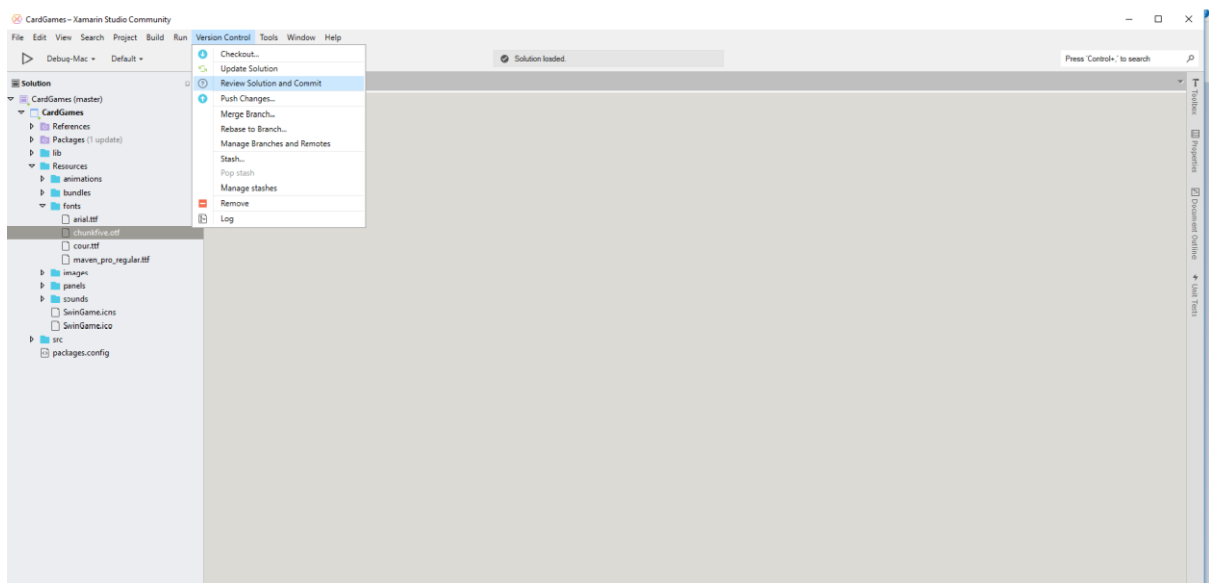 CardGames – Xamarin Studio Community
File Edit View Search Project Build Run Version Control Tools Window Help
Debug-Mac Default
Solution loaded.
Press 'Control+,' to search
Solution
CardGames (master)
CardGames
References
Packages (1 update)
lib
Resources
animations
bundles
fonts
arial.ttf
chunkfive.otf
cour.ttf
maven_pro_regular.ttf
images
panels
sounds
SwinGame.icns
SwinGame.ico
src
packages.config
Checkout...
Update Solution
Review Solution and Commit
Push Changes...
Merge Branch...
Rebase to Branch...
Manage Branches and Remotes
Stash...
Pop stash
Manage stashes
Remove
Log
Toolbox
Properties
Document Outline
Unit Tests